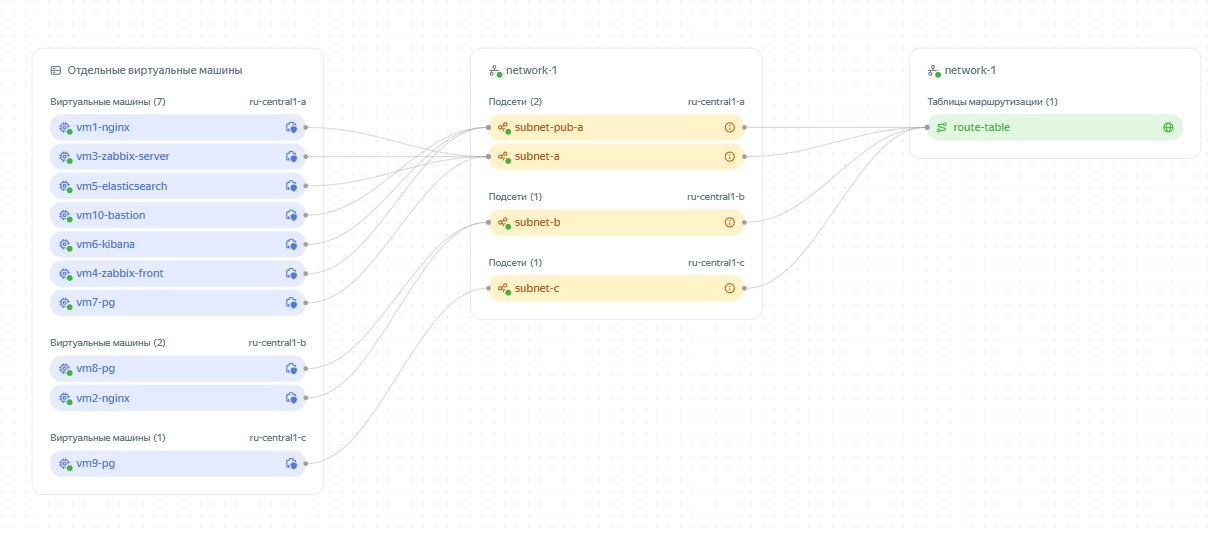 Отдельные виртуальные машины
Виртуальные машины (7) ru-central1-a
vm1-nginx
vm3-zabbix-server
vm5-elasticsearch
vm10-bastion
vm6-kibana
vm4-zabbix-front
vm7-pg
Виртуальные машины (2) ru-central1-b
vm8-pg
vm2-nginx
Виртуальные машины (1) ru-central1-c
vm9-pg
network-1
Подсети (2) ru-central1-a
subnet-pub-a
subnet-a
Подсети (1) ru-central1-b
subnet-b
Подсети (1) ru-central1-c
subnet-c
network-1
Таблицы маршрутизации (1)
route-table